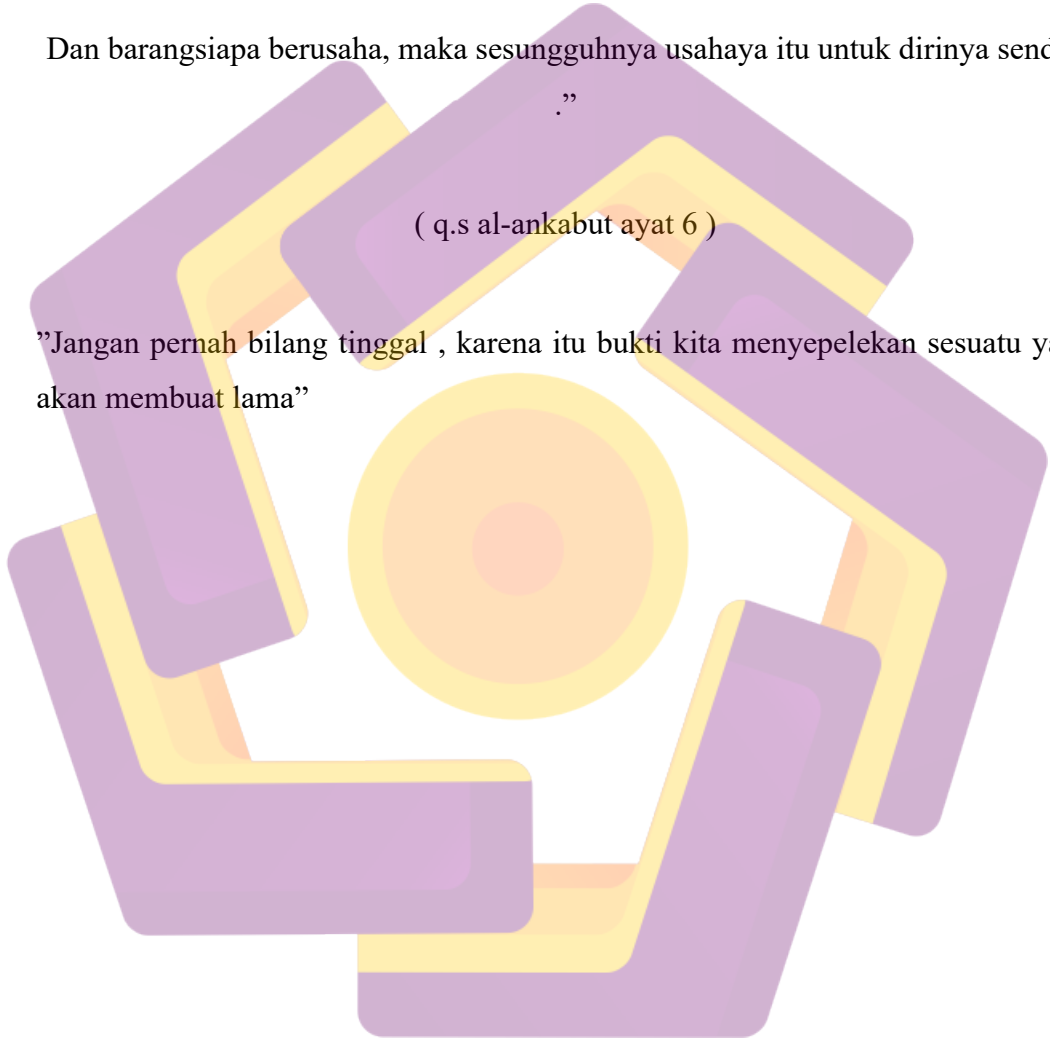 Dan barangsiapa berusaha, maka sesungguhnya usahaya itu untuk dirinya send
.”
( q.s al-ankabut ayat 6 )
”Jangan pernah bilang tinggal , karena itu bukti kita menyepelekan sesuatu ya
akan membuat lama”